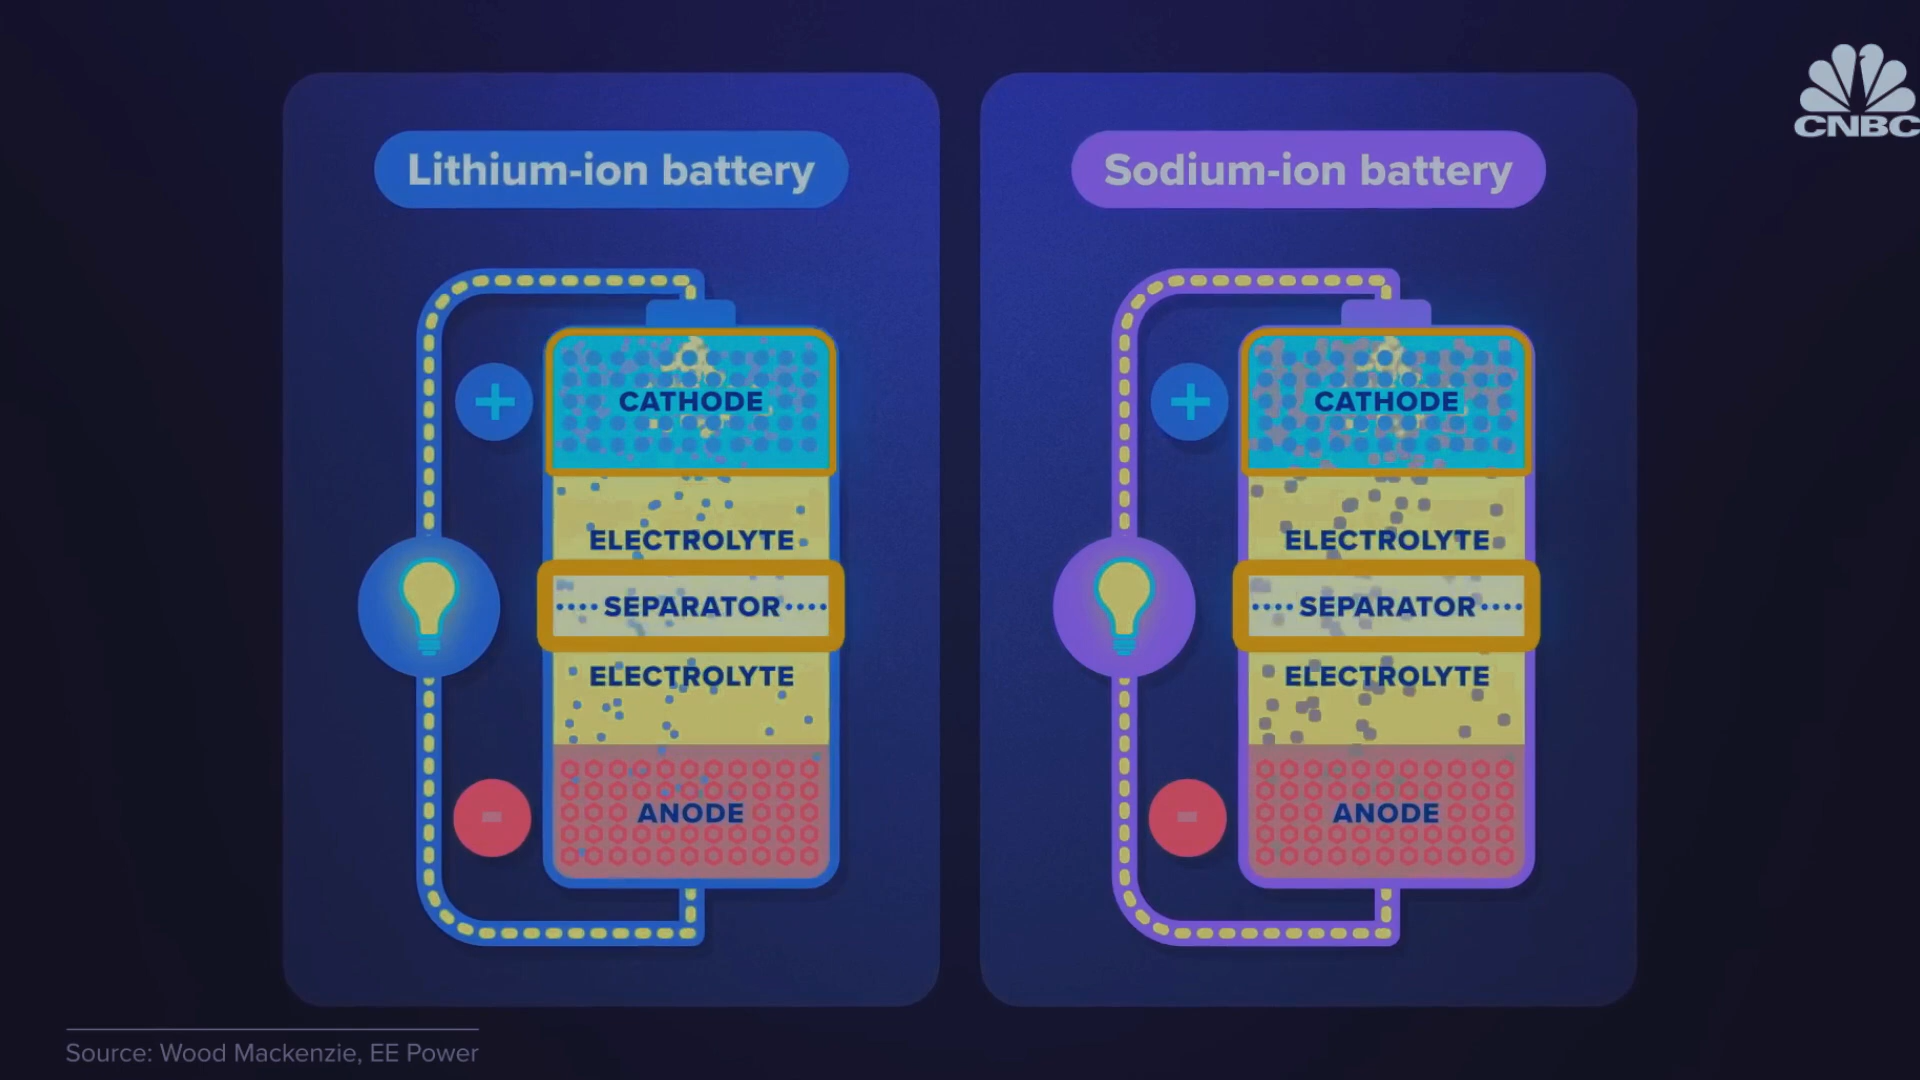 CNBC
Lithium-ion battery
+
CATHODE
ELECTROLYTE
SEPARATOR
ELECTROLYTE
-
ANODE
Sodium-ion battery
+
CATHODE
ELECTROLYTE
SEPARATOR
ELECTROLYTE
-
ANODE
Source: Wood Mackenzie, EE Power